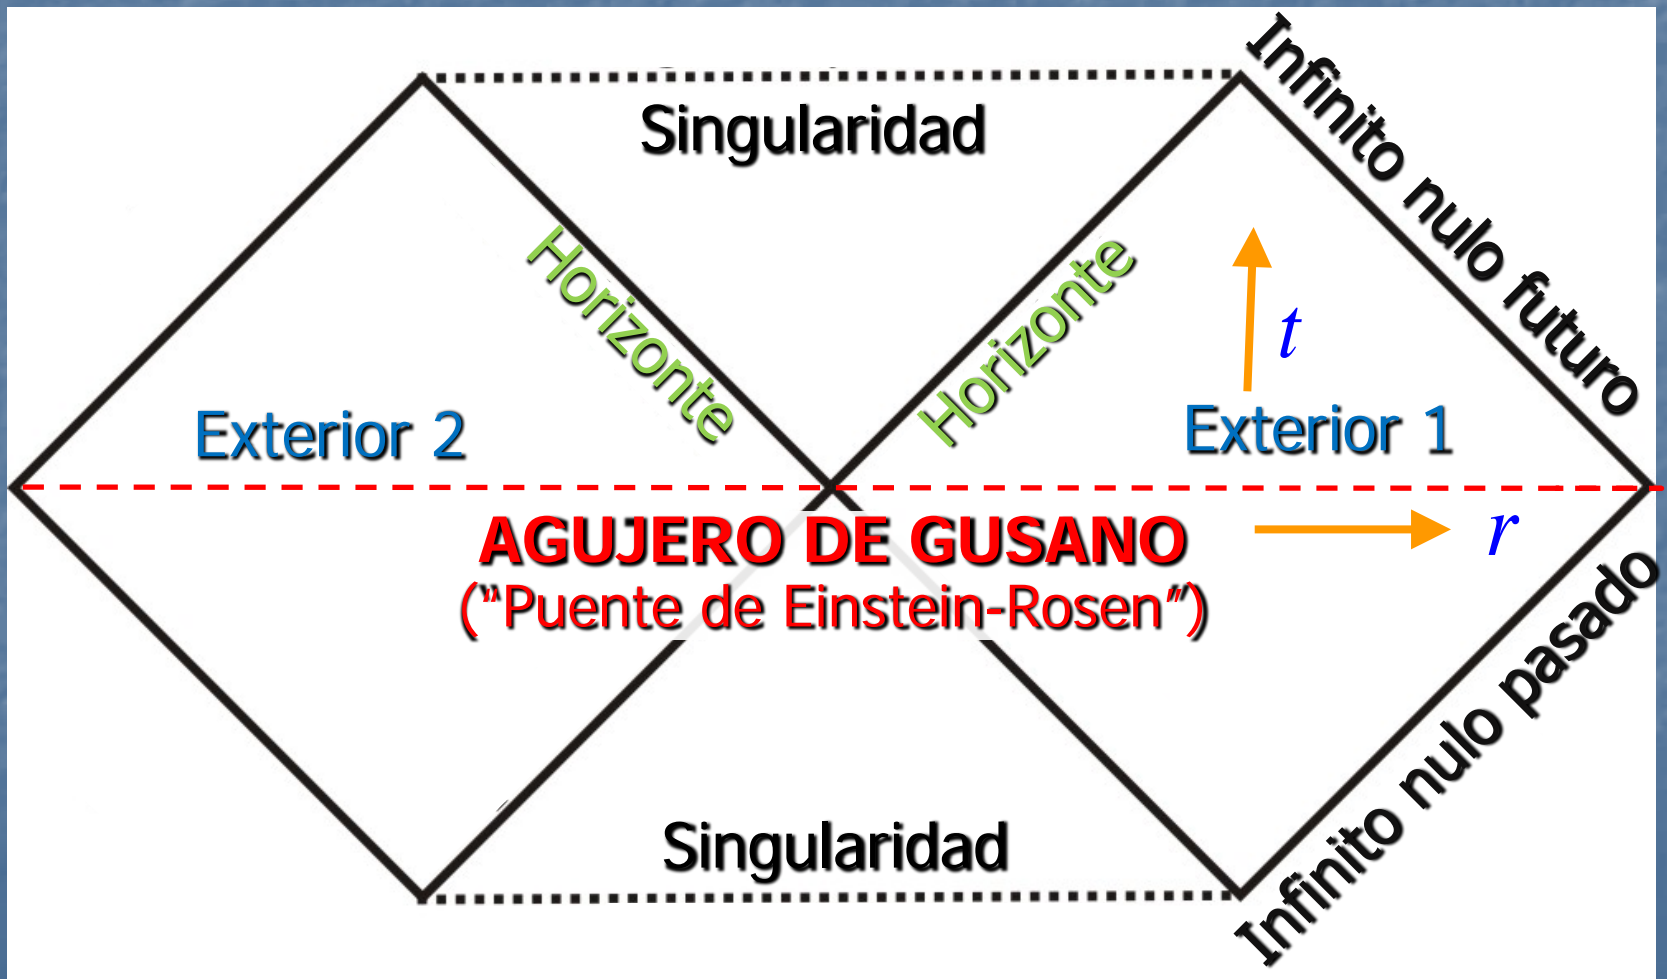 Infinito nulo futuro
Singularidad
Horizonte
Horizonte
t
Exterior 2
Exterior 1
AGUJERO DE GUSANO
("Puente de Einstein-Rosen")
r
Infinito nulo pasado
Singularidad